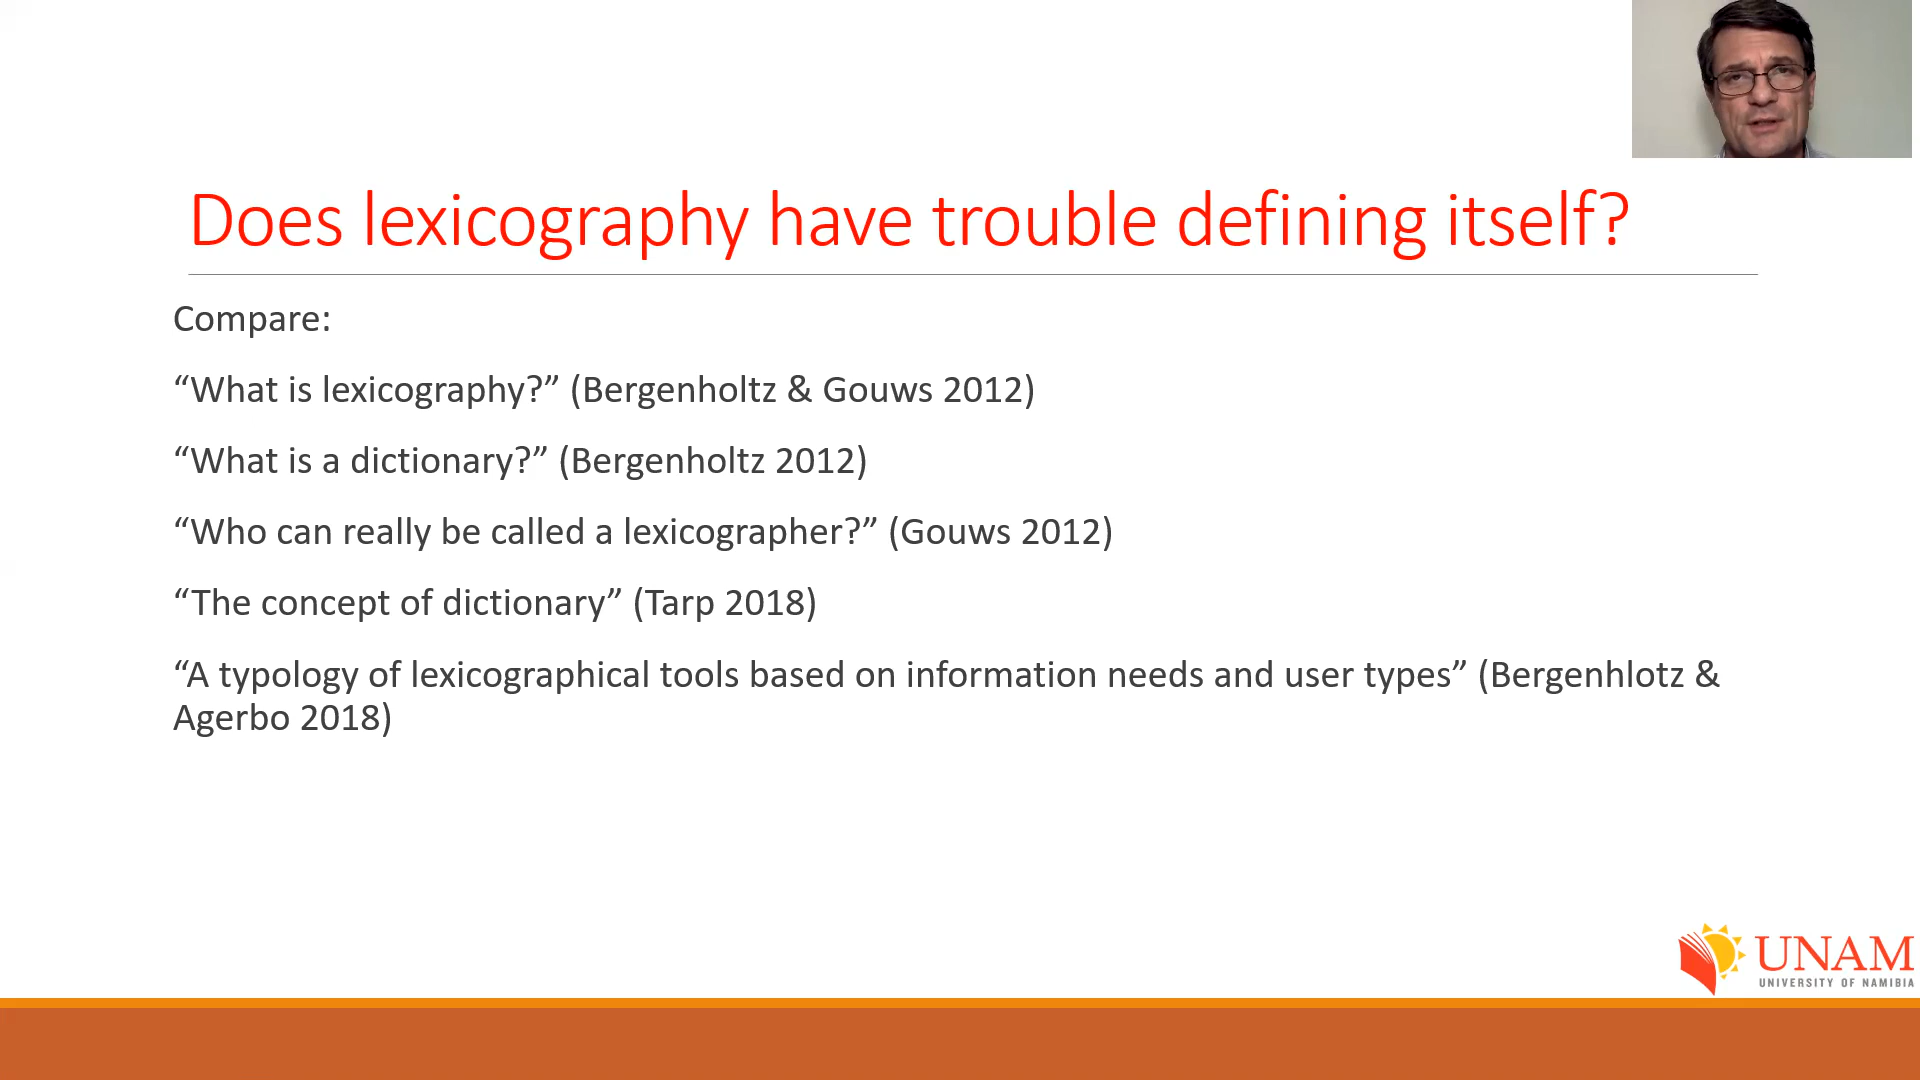 Does lexicography have trouble defining itself?
Compare:
“What is lexicography?” (Bergenholtz & Gouws 2012)
“What is a dictionary?” (Bergenholtz 2012)
“Who can really be called a lexicographer?” (Gouws 2012)
“The concept of dictionary” (Tarp 2018)
“A typology of lexicographical tools based on information needs and user types” (Bergenhlotz &
Agerbo 2018)
UNAM
UNIVERSITY OF NAMIBIA